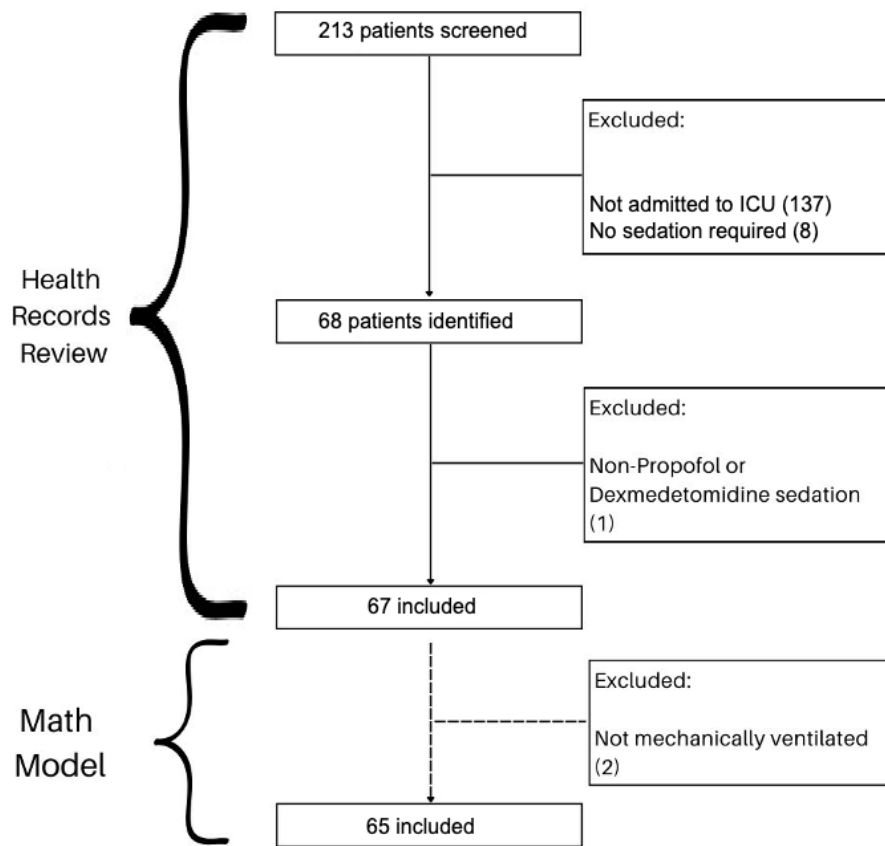 213 patients screened
Excluded:
Not admitted to ICU (137)
No sedation required (8)
Health
Records
Review
68 patients identified
Excluded:
Non-Propofol or
Dexmedetomidine sedation
(1)
67 included
Math
Model
Excluded:
Not mechanically ventilated
(2)
65 included